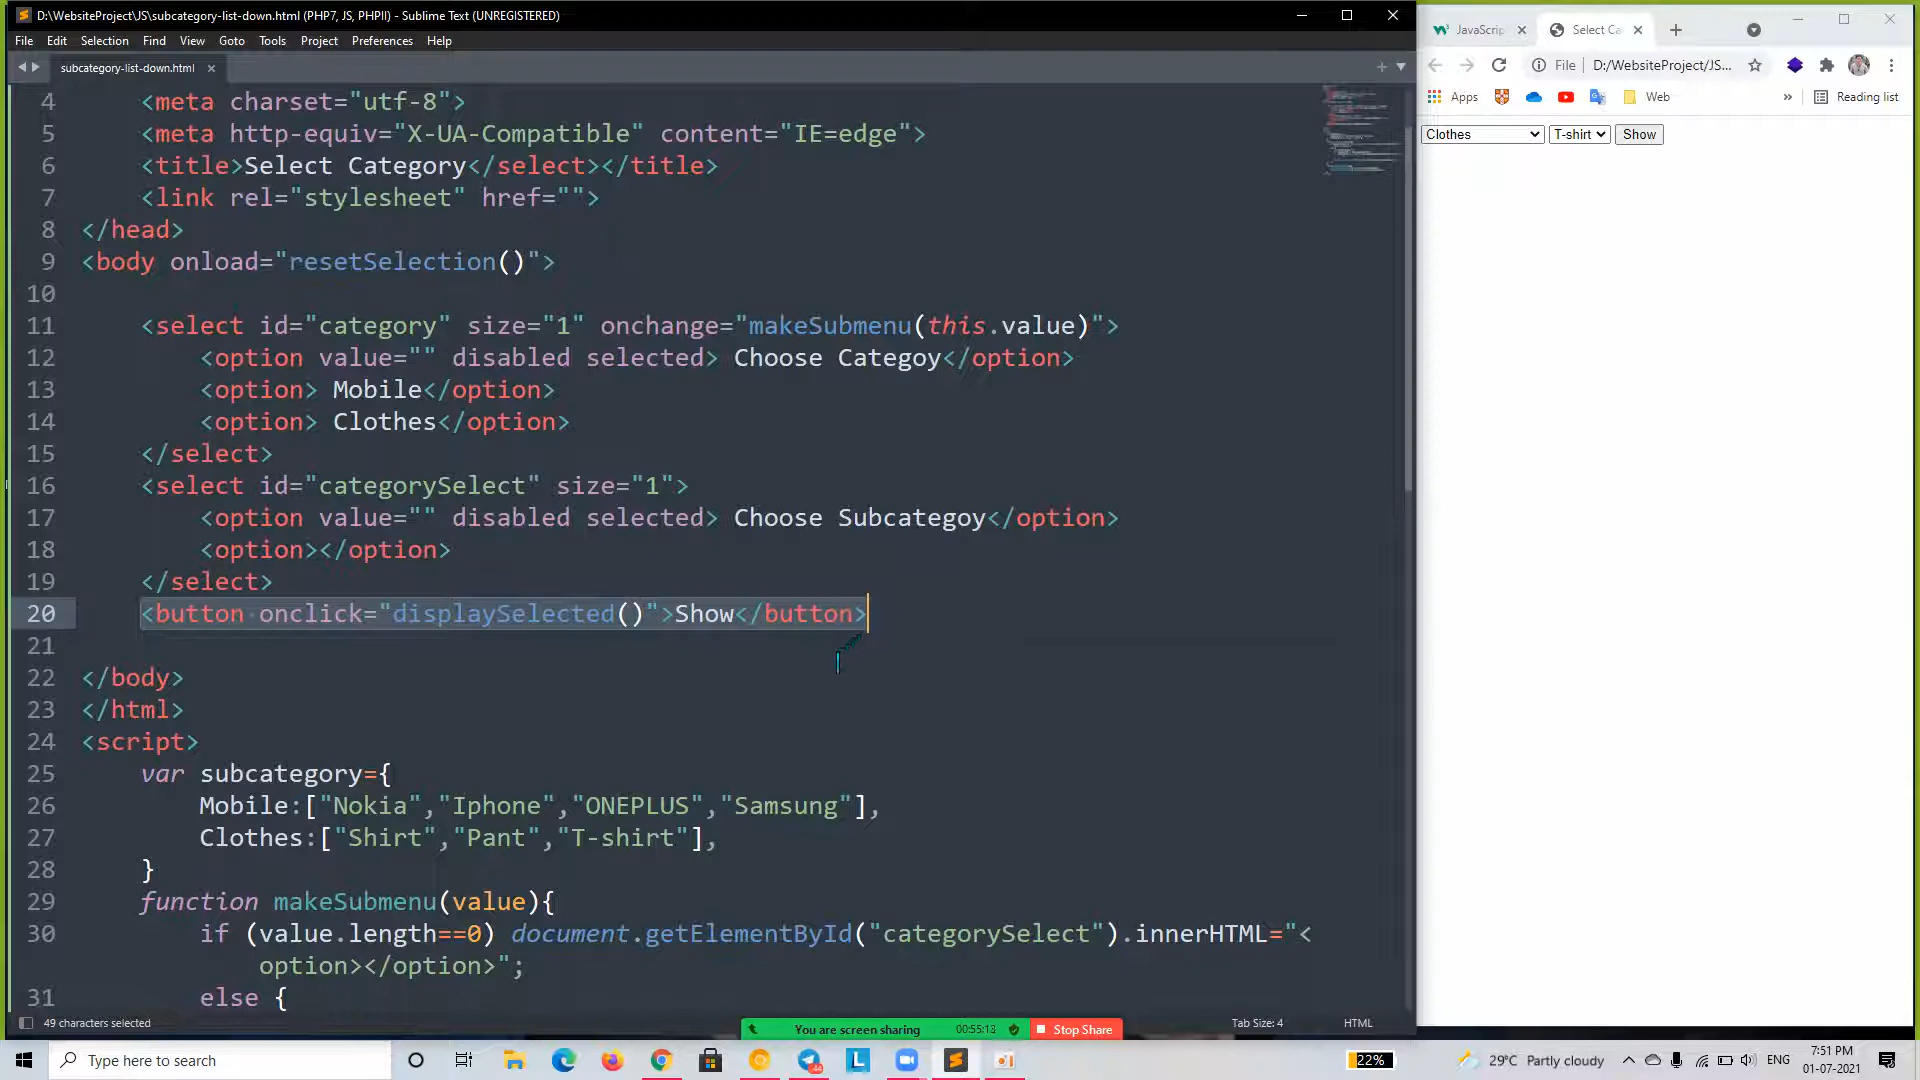 D:\WebsiteProject\JS\subcategory-list-down.html (PHP7, JS, PHPII) - Sublime Text (UNREGISTERED)
File Edit Selection Find View Goto Tools Project Preferences Help
subcategory-list-down.html
4 <meta charset="utf-8">
5 <meta http-equiv="X-UA-Compatible" content="IE=edge">
6 <title>Select Category</select></title>
7 <link rel="stylesheet" href="">
8 </head>
9 <body onload="resetSelection()">
10
11 <select id="category" size="1" onchange="makeSubmenu(this.value)">
12 <option value="" disabled selected> Choose Categoy</option>
13 <option> Mobile</option>
14 <option> Clothes</option>
15 </select>
16 <select id="categorySelect" size="1">
17 <option value="" disabled selected> Choose Subcategoy</option>
18 <option></option>
19 </select>
20 <button onclick="displaySelected()">Show</button>
21
22 </body>
23 </html>
24 <script>
25 var subcategory={
26 Mobile:["Nokia","Iphone","ONEPLUS","Samsung"],
27 Clothes:["Shirt","Pant","T-shirt"],
28 }
29 function makeSubmenu(value){
30 if (value.length==0) document.getElementById("categorySelect").innerHTML="<
option></option>";
31 else {
49 characters selected
Tab Size: 4 HTML
JavaScrip Select Ca
File D:/WebsiteProject/JS...
Apps Web » Reading list
Clothes T-shirt Show
You are screen sharing 00:55:13 Stop Share
Type here to search
44
22%
29°C Partly cloudy
ENG
7:51 PM
01-07-2021